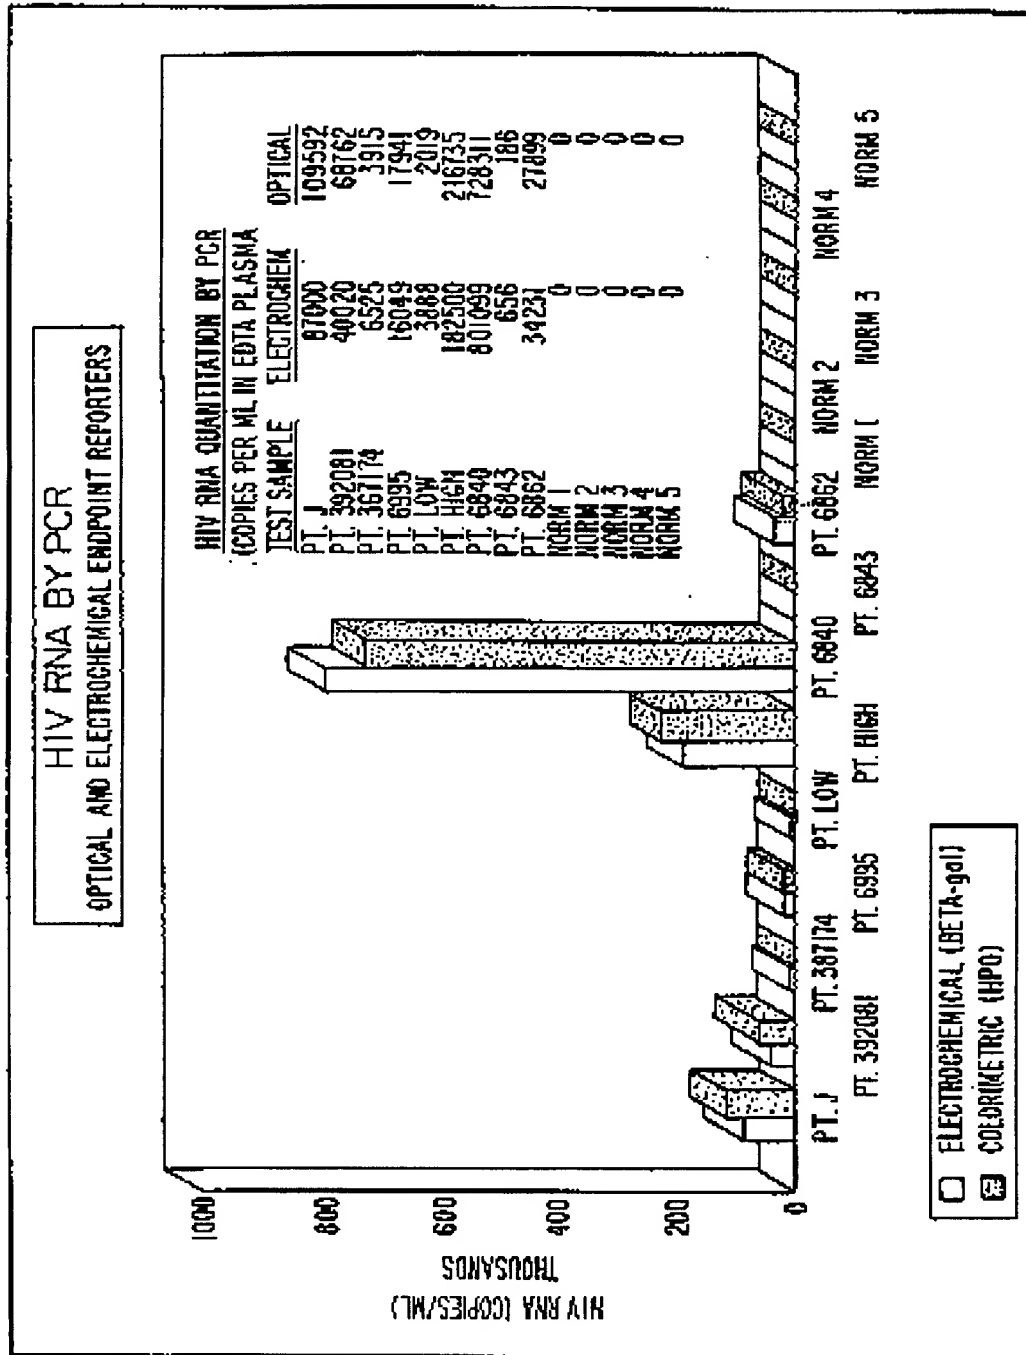 HIV RNA BY PCR
OPTICAL AND ELECTROCHEMICAL ENDPOINT REPORTERS
HIV RNA QUANTITATION BY PCR
(COPIES PER ML IN EDTA PLASMA
TEST SAMPLE ELECTROCHEM OPTICAL
PT. J 87000 109592
PT. 392081 40020 68762
PT. 367174 6525 3915
PT. 6995 16049 17941
PT. LOW 3888 2019
PT. HIGH 182500 216735
PT. 6840 801099 728311
PT. 6843 656 186
PT. 6862 34231 27899
NORM 1 0 0
NORM 2 0 0
NORM 3 0 0
NORM 4 0 0
NORM 5 0 0
HIV RNA (COPIES/ML)
THOUSANDS
1000
800
600
400
200
0
PT. J
PT. 392081
PT. 387174
PT. 6995
PT. LOW
PT. HIGH
PT. 6840
PT. 6843
PT. 6862
NORM 1
NORM 2
NORM 3
NORM 4
NORM 5
ELECTROCHEMICAL (BETA-gal)
COLORIMETRIC (HPO)